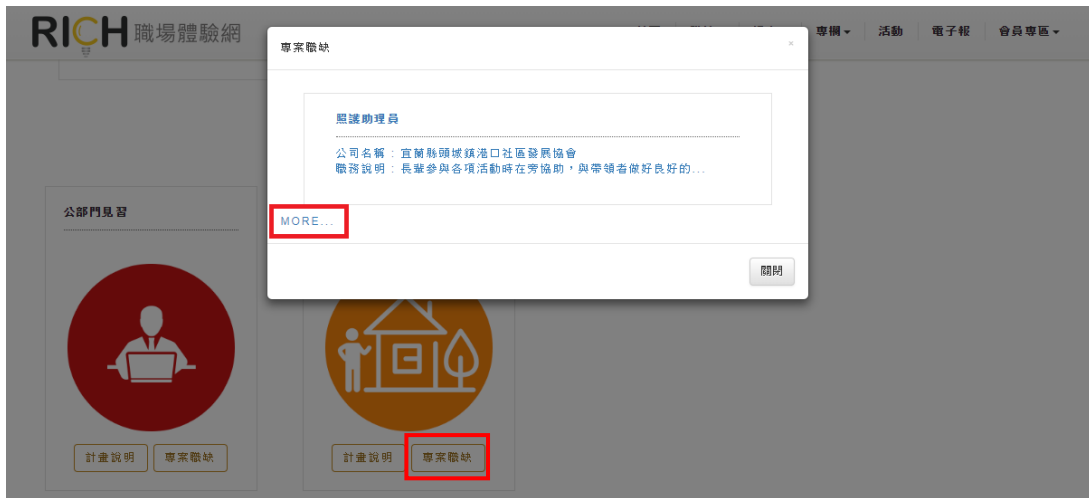 RICH 職場體驗網
專欄 活動 電子報 會員專區
專案職缺
×
照護助理員
公司名稱：宜蘭縣頭城鎮港口社區發展協會
職務說明：長輩參與各項活動時在旁協助，與帶領者做好良好的...
MORE...
關閉
公部門見習
計畫說明 專案職缺
計畫說明 專案職缺